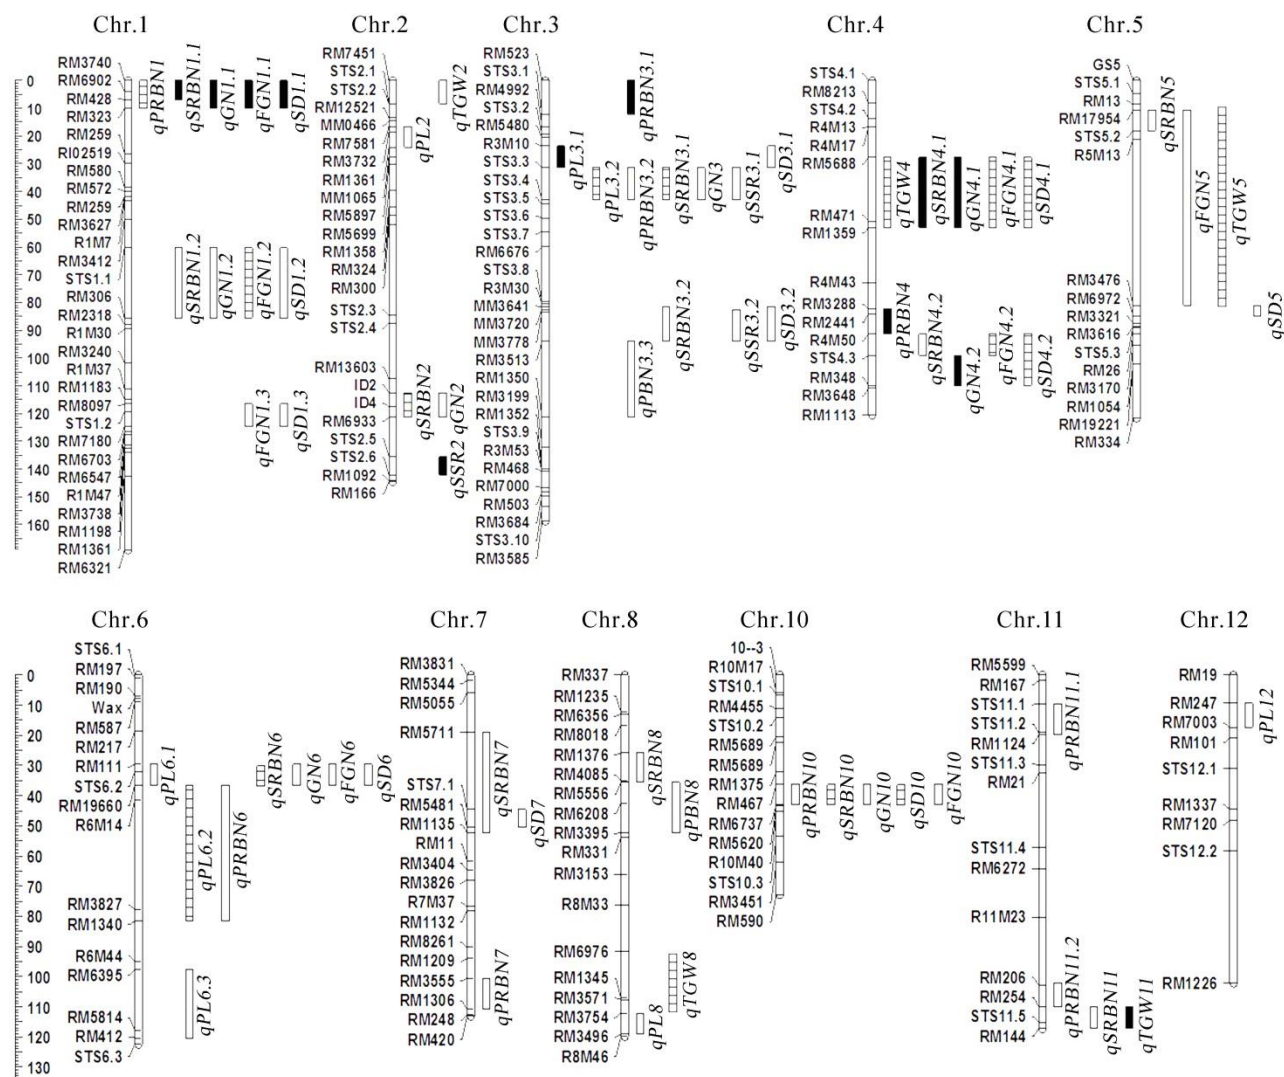 Chr.1
Chr.2
Chr.3
Chr.4
Chr.5
0
10
20
30
40
50
60
70
80
90
100
110
120
130
140
150
160
RM3740
RM6902
RM428
RM323
RM259
RI02519
RM580
RM572
RM259
RM3627
R1M7
RM3412
STS1.1
RM306
RM2318
R1M30
RM3240
R1M37
RM1183
RM8097
STS1.2
RM7180
RM6703
RM6547
R1M47
RM3738
RM1198
RM1361
RM6321
qPRBN1
qSRBN1.1
qGN1.1
qFGN1.1
qSD1.1
qSRBN1.2
qGN1.2
qFGN1.2
qSD1.2
qFGN1.3
qSD1.3
RM7451
STS2.1
STS2.2
RM12521
MM0466
RM7581
RM3732
RM1361
MM1065
RM5897
RM5699
RM1358
RM324
RM300
STS2.3
STS2.4
RM13603
ID2
ID4
RM6933
STS2.5
STS2.6
RM1092
RM166
qTGW2
qPL2
qSRBN2
qGN2
qSSR2
RM523
STS3.1
RM4992
STS3.2
RM5480
R3M10
STS3.3
STS3.4
STS3.5
STS3.6
STS3.7
RM6676
STS3.8
R3M30
MM3641
MM3720
MM3778
RM3513
RM1350
RM3199
RM1352
STS3.9
R3M53
RM468
RM7000
RM503
RM3684
STS3.10
RM3585
qPRBN3.1
qPL3.1
qPL3.2
qPRBN3.2
qSRBN3.1
qGN3
qSSR3.1
qSD3.1
qSRBN3.2
qSSR3.2
qSD3.2
qPBN3.3
STS4.1
RM8213
STS4.2
R4M13
R4M17
RM5688
RM471
RM1359
R4M43
RM3288
RM2441
R4M50
STS4.3
RM348
RM3648
RM1113
qTGW4
qSRBN4.1
qGN4.1
qFGN4.1
qSD4.1
qPRBN4
qSRBN4.2
qGN4.2
qFGN4.2
qSD4.2
GS5
STS5.1
RM13
RM17954
STS5.2
R5M13
RM3476
RM6972
RM3321
RM3616
STS5.3
RM26
RM3170
RM1054
RM19221
RM334
qSRBN5
qFGN5
qTGW5
qSD5
Chr.6
Chr.7
Chr.8
Chr.10
Chr.11
Chr.12
0
10
20
30
40
50
60
70
80
90
100
110
120
130
STS6.1
RM197
RM190
Wax
RM587
RM217
RM111
STS6.2
RM19660
R6M14
RM3827
RM1340
R6M44
RM6395
RM5814
RM412
STS6.3
qPL6.1
qPL6.2
qPRBN6
qSRBN6
qGN6
qFGN6
qSD6
qPL6.3
RM3831
RM5344
RM5055
RM5711
STS7.1
RM5481
RM1135
RM11
RM3404
RM3826
R7M37
RM1132
RM8261
RM1209
RM3555
RM1306
RM248
RM420
qSRBN7
qSD7
qPRBN7
RM337
RM1235
RM6356
RM8018
RM1376
RM4085
RM5556
RM6208
RM3395
RM331
RM3153
R8M33
RM6976
RM1345
RM3571
RM3754
RM3496
R8M46
qSRBN8
qPBN8
qTGW8
qPL8
10--3
R10M17
STS10.1
RM4455
STS10.2
RM5689
RM5689
RM1375
RM467
RM6737
RM5620
R10M40
STS10.3
RM3451
RM590
qPRBN10
qSRBN10
qGN10
qSD10
qFGN10
RM5599
RM167
STS11.1
STS11.2
RM1124
STS11.3
RM21
STS11.4
RM6272
R11M23
RM206
RM254
STS11.5
RM144
qPRBN11.1
qPRBN11.2
qSRBN11
qTGW11
RM19
RM247
RM7003
RM101
STS12.1
RM1337
RM7120
STS12.2
RM1226
qPL12